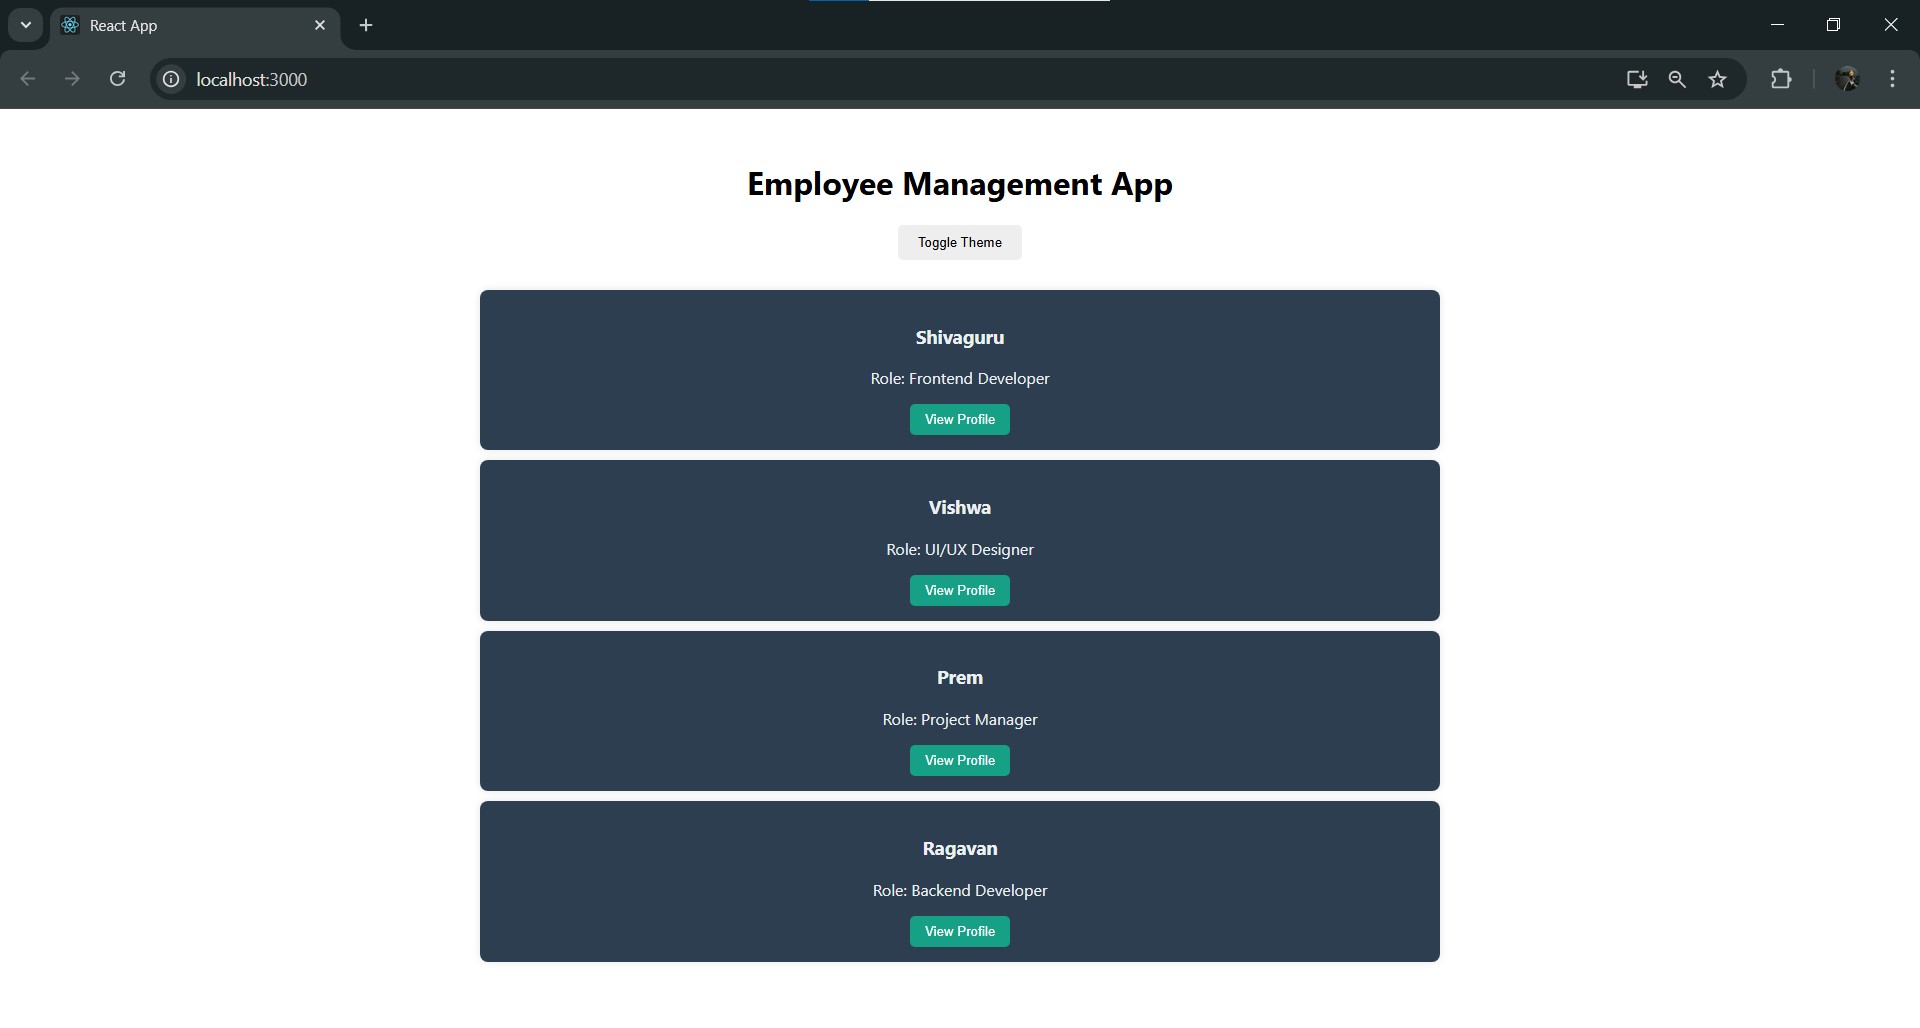 React App
localhost:3000
Employee Management App
Toggle Theme
Shivaguru
Role: Frontend Developer
View Profile
Vishwa
Role: UI/UX Designer
View Profile
Prem
Role: Project Manager
View Profile
Ragavan
Role: Backend Developer
View Profile